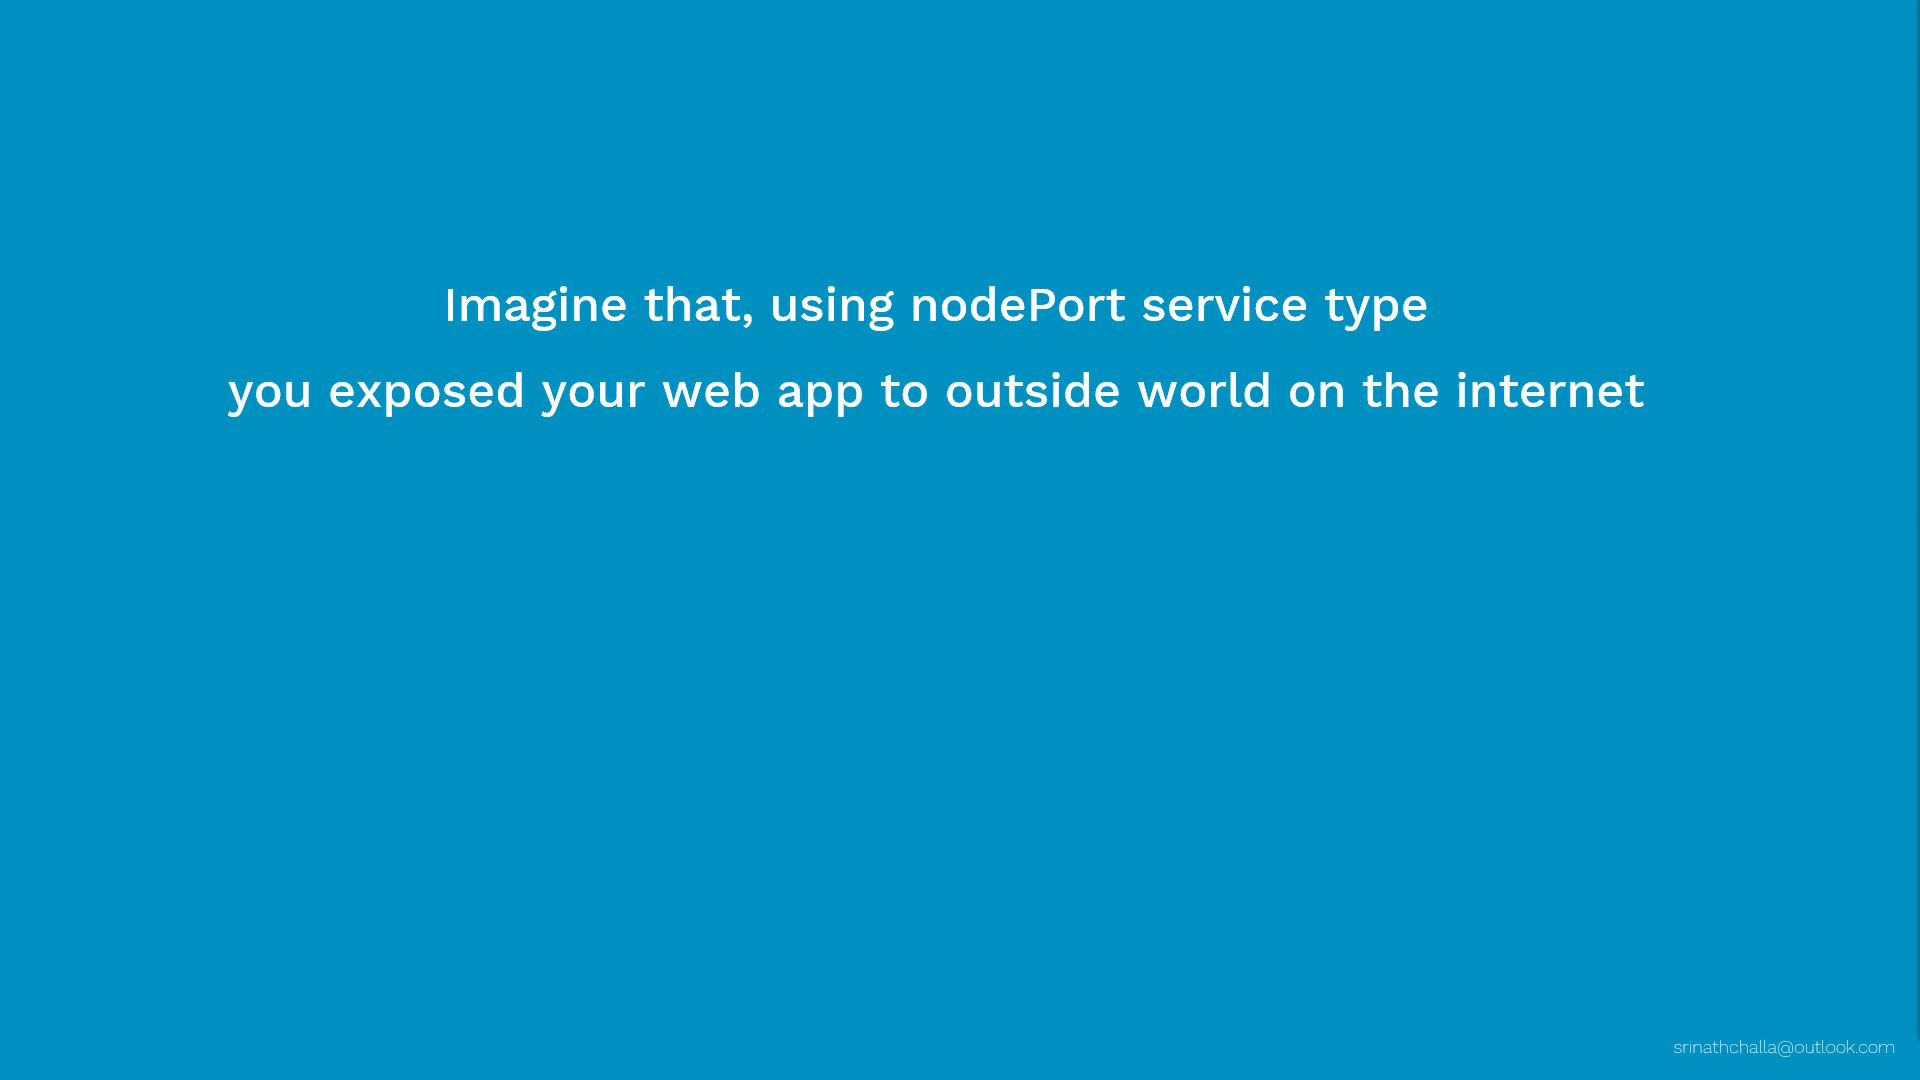 Imagine that, using nodePort service type
you exposed your web app to outside world on the internet
srinathchalla@outlook.com